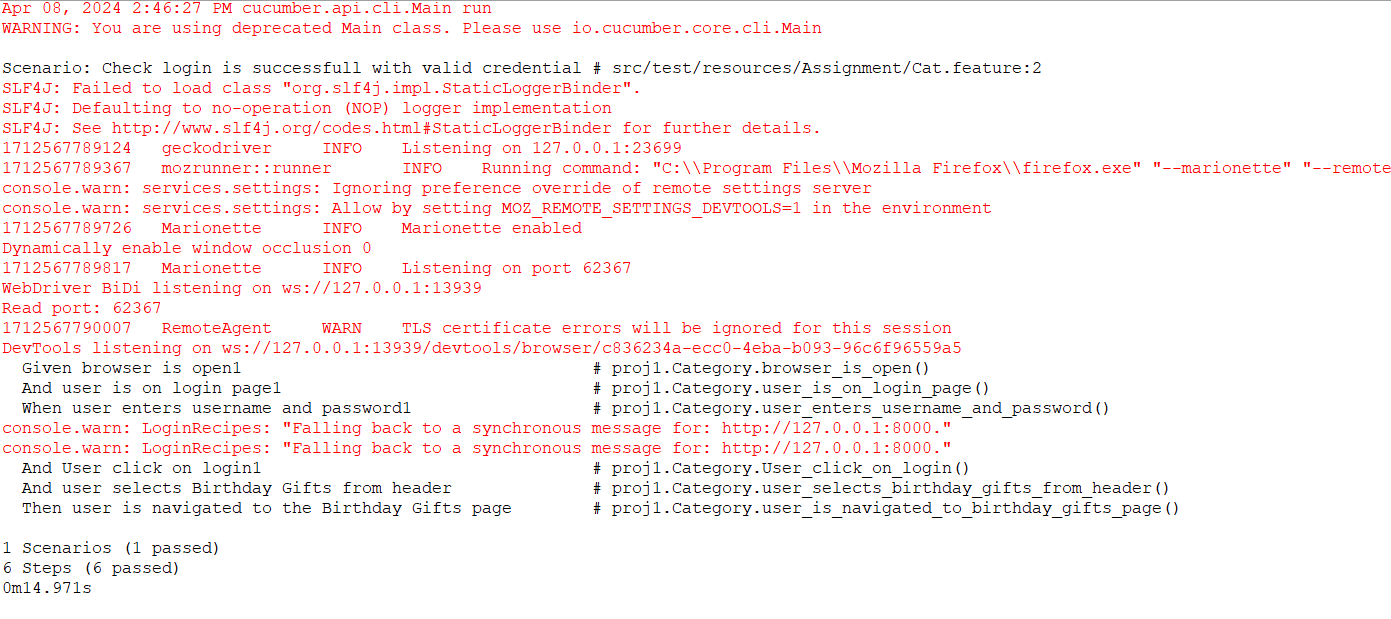 Apr 08, 2024 2:46:27 PM cucumber.api.cli.Main run
WARNING: You are using deprecated Main class. Please use io.cucumber.core.cli.Main
Scenario: Check login is successfull with valid credential # src/test/resources/Assignment/Cat.feature:2
SLF4J: Failed to load class "org.slf4j.impl.StaticLoggerBinder".
SLF4J: Defaulting to no-operation (NOP) logger implementation
SLF4J: See http://www.slf4j.org/codes.html#StaticLoggerBinder for further details.
1712567789124   geckodriver     INFO    Listening on 127.0.0.1:23699
1712567789367   mozrunner::runner       INFO    Running command: "C:\\Program Files\\Mozilla Firefox\\firefox.exe" "--marionette" "--remote
console.warn: services.settings: Ignoring preference override of remote settings server
console.warn: services.settings: Allow by setting MOZ_REMOTE_SETTINGS_DEVTOOLS=1 in the environment
1712567789726   Marionette      INFO    Marionette enabled
Dynamically enable window occlusion 0
1712567789817   Marionette      INFO    Listening on port 62367
WebDriver BiDi listening on ws://127.0.0.1:13939
Read port: 62367
1712567790007   RemoteAgent     WARN    TLS certificate errors will be ignored for this session
DevTools listening on ws://127.0.0.1:13939/devtools/browser/c836234a-ecc0-4eba-b093-96c6f96559a5
  Given browser is open1                                   # proj1.Category.browser_is_open()
  And user is on login page1                               # proj1.Category.user_is_on_login_page()
  When user enters username and password1                  # proj1.Category.user_enters_username_and_password()
console.warn: LoginRecipes: "Falling back to a synchronous message for: http://127.0.0.1:8000."
console.warn: LoginRecipes: "Falling back to a synchronous message for: http://127.0.0.1:8000."
  And User click on login1                                 # proj1.Category.User_click_on_login()
  And user selects Birthday Gifts from header              # proj1.Category.user_selects_birthday_gifts_from_header()
  Then user is navigated to the Birthday Gifts page        # proj1.Category.user_is_navigated_to_birthday_gifts_page()
1 Scenarios (1 passed)
6 Steps (6 passed)
0m14.971s